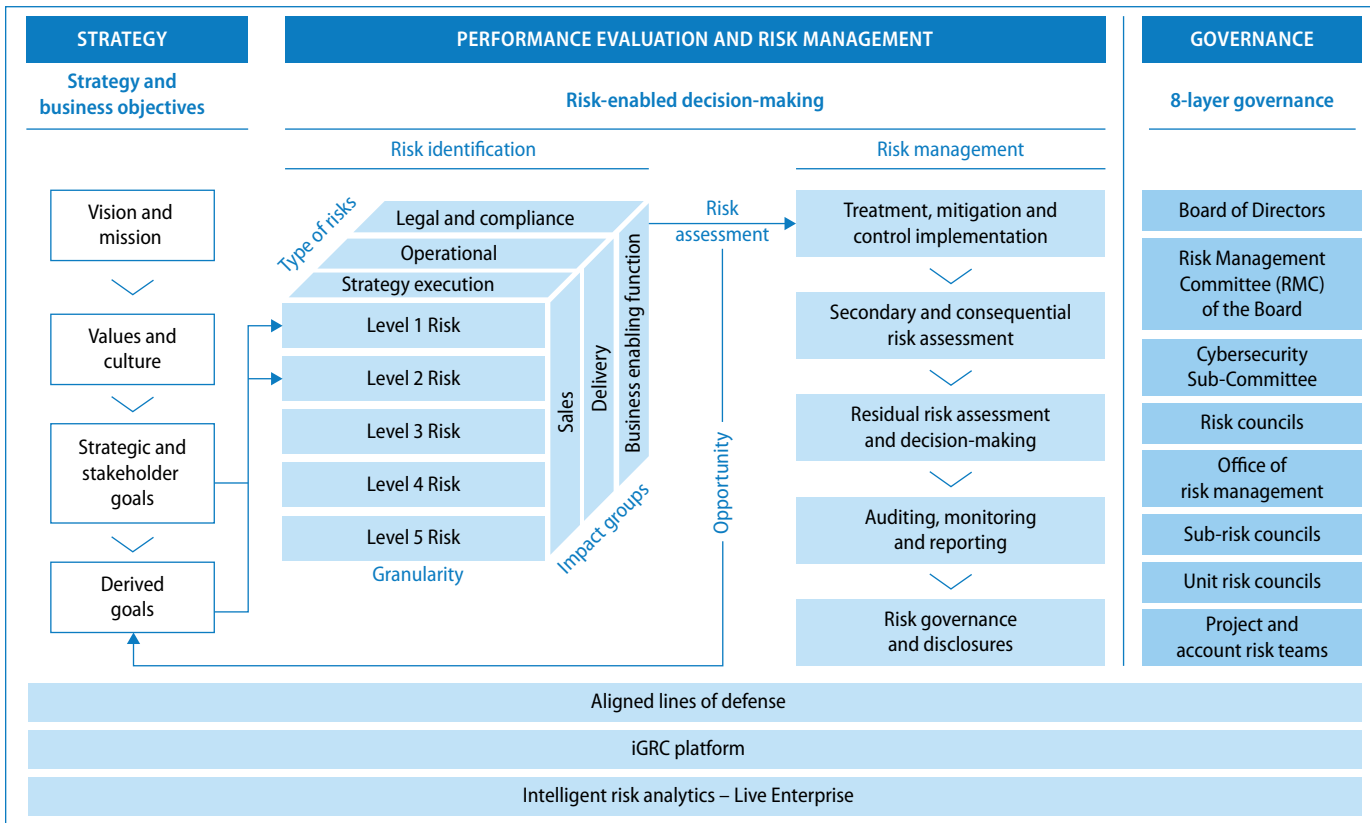 STRATEGY
Strategy and
business objectives
Vision and
mission
Values and
culture
Strategic and
stakeholder
goals
Derived
goals
PERFORMANCE EVALUATION AND RISK MANAGEMENT
Risk-enabled decision-making
Risk identification
Type of risks
Legal and compliance
Operational
Strategy execution
Level 1 Risk
Level 2 Risk
Level 3 Risk
Level 4 Risk
Level 5 Risk
Granularity
Sales
Delivery
Business enabling function
Impact groups
Risk
assessment
Opportunity
Risk management
Treatment, mitigation and
control implementation
Secondary and consequential
risk assessment
Residual risk assessment
and decision-making
Auditing, monitoring
and reporting
Risk governance
and disclosures
GOVERNANCE
8-layer governance
Board of Directors
Risk Management
Committee (RMC)
of the Board
Cybersecurity
Sub-Committee
Risk councils
Office of
risk management
Sub-risk councils
Unit risk councils
Project and
account risk teams
Aligned lines of defense
iGRC platform
Intelligent risk analytics – Live Enterprise